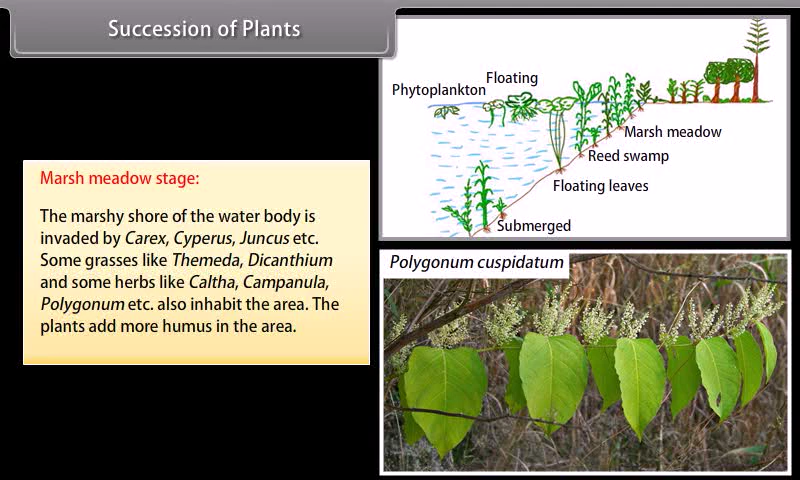 Succession of Plants
Marsh meadow stage:
The marshy shore of the water body is
invaded by Carex, Cyperus, Juncus etc.
Some grasses like Themeda, Dicanthium
and some herbs like Caltha, Campanula,
Polygonum etc. also inhabit the area. The
plants add more humus in the area.
Floating
Phytoplankton
Marsh meadow
Reed swamp
Floating leaves
Submerged
Polygonum cuspidatum